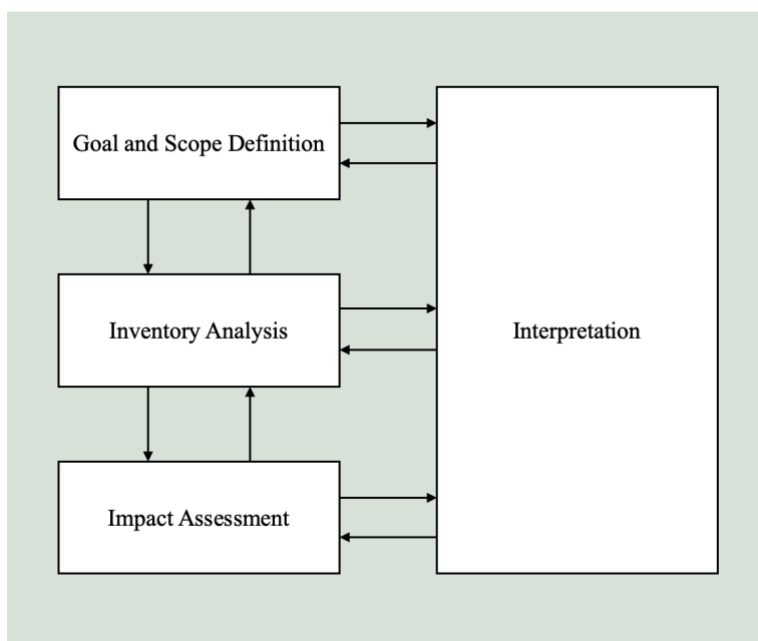 Goal and Scope Definition
Inventory Analysis
Interpretation
Impact Assessment